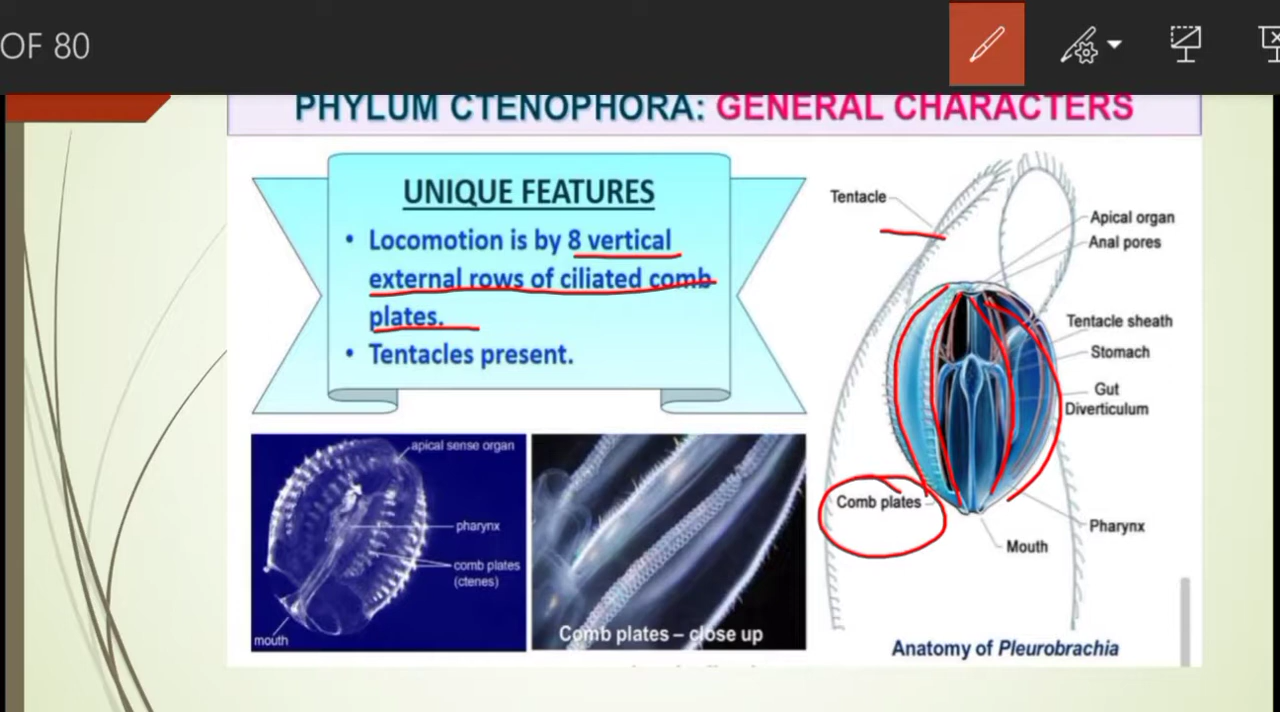 OF 80
PHYLUM CTENOPHORA: GENERAL CHARACTERS
UNIQUE FEATURES
• Locomotion is by 8 vertical
external rows of ciliated comb
plates.
• Tentacles present.
apical sense organ
pharynx
comb plates
(ctenes)
mouth
Comb plates – close up
Tentacle
Apical organ
Anal pores
Tentacle sheath
Stomach
Gut
Diverticulum
Comb plates
Pharynx
Mouth
Anatomy of Pleurobrachia